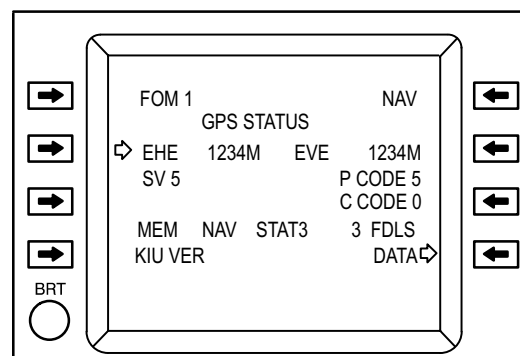 FOM 1 NAV
GPS STATUS
EHE 1234M EVE 1234M
SV 5 P CODE 5
C CODE 0
MEM NAV STAT3 3 FDLS
KIU VER DATA
BRT